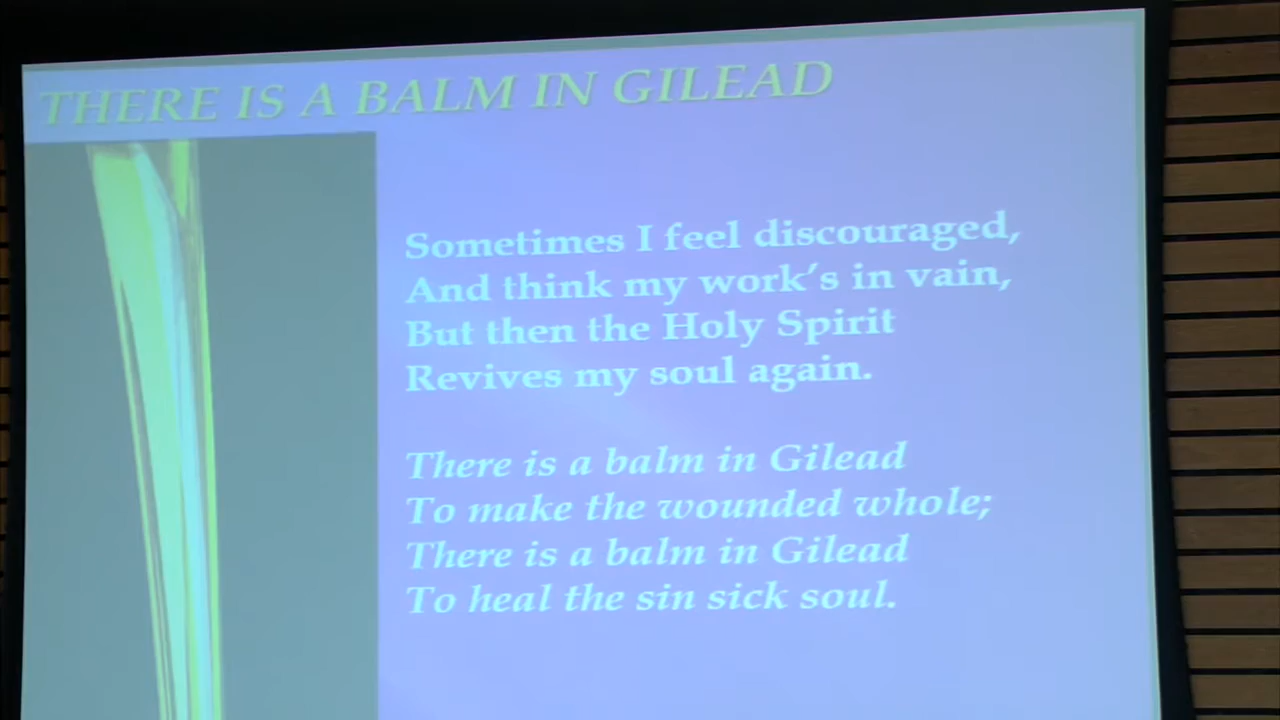 THERE IS A BALM IN GILEAD
Sometimes I feel discouraged,
And think my work's in vain,
But then the Holy Spirit
Revives my soul again.
There is a balm in Gilead
To make the wounded whole;
There is a balm in Gilead
To heal the sin sick soul.